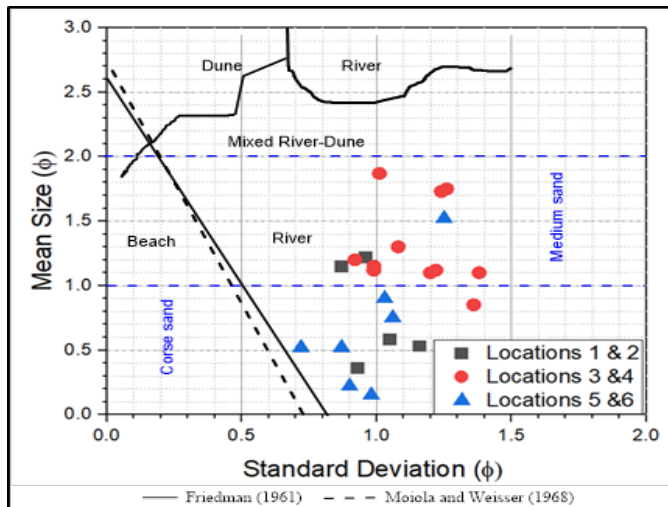 3.0
2.5
2.0
1.5
1.0
0.5
0.0
Mean Size (ϕ)
Dune
River
Mixed River-Dune
Beach
River
Medium sand
Corse sand
Locations 1 & 2
Locations 3 &4
Locations 5 &6
0.0 0.5 1.0 1.5 2.0
Standard Deviation (ϕ)
Friedman (1961) Moiola and Weisser (1968)